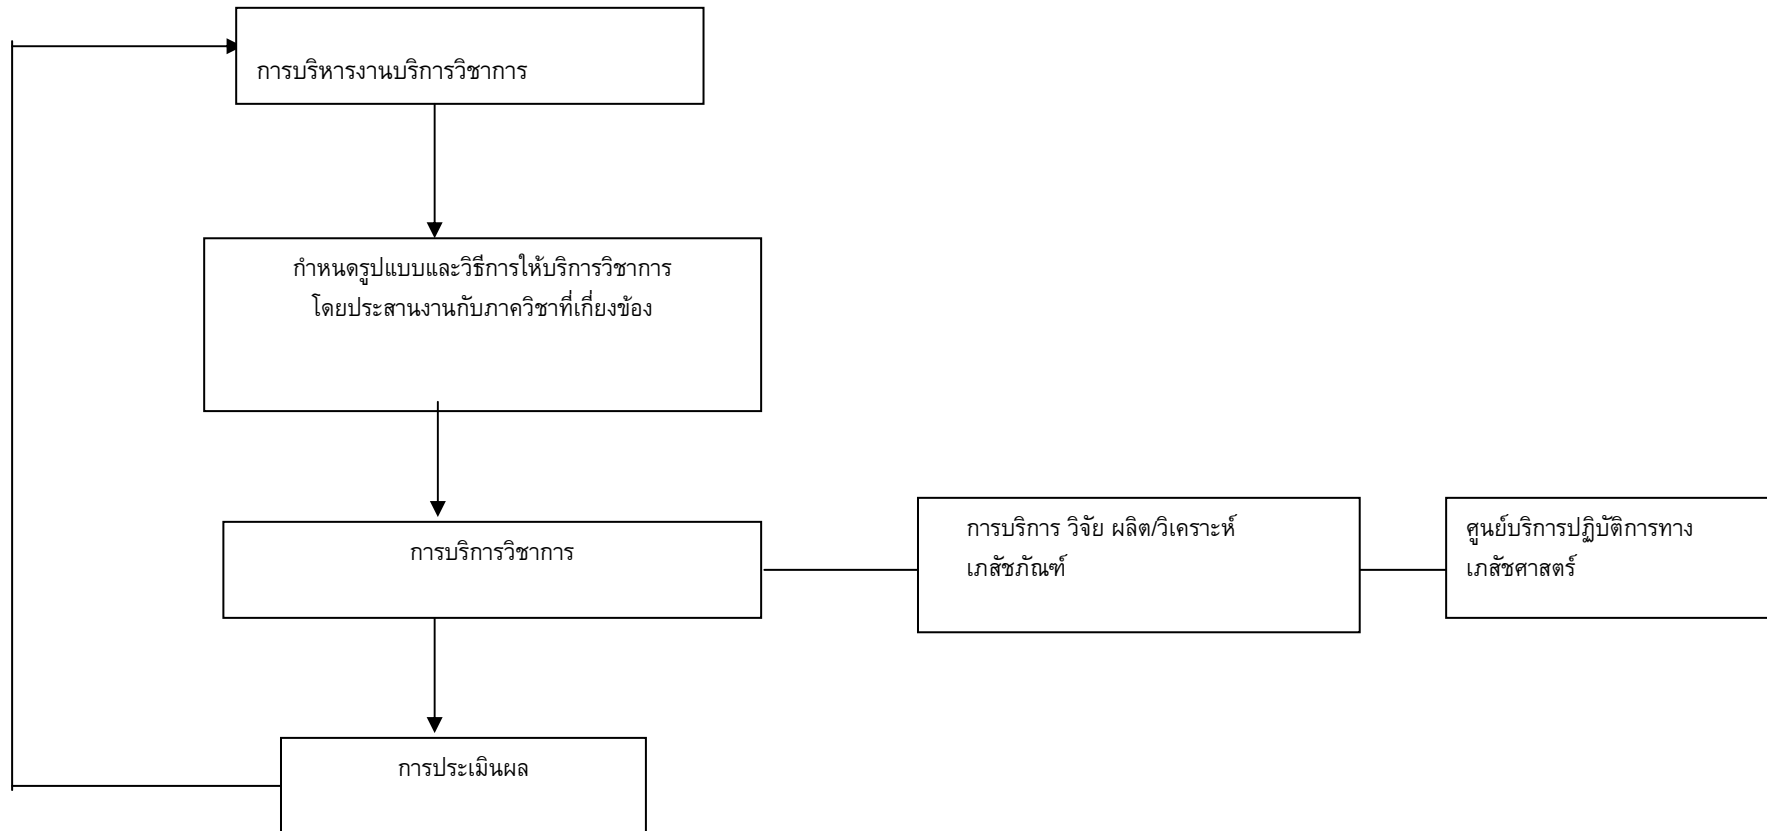 การบริหารงานบริการวิชาการ
กำหนดรูปแบบและวิธีการให้บริการวิชาการ
โดยประสานงานกับภาควิชาที่เกี่ยงข้อง
การบริการวิชาการ
การบริการ วิจัย ผลิต/วิเคราะห์
เภสัชภัณฑ์
ศูนย์บริการปฏิบัติการทาง
เภสัชศาสตร์
การประเมินผล